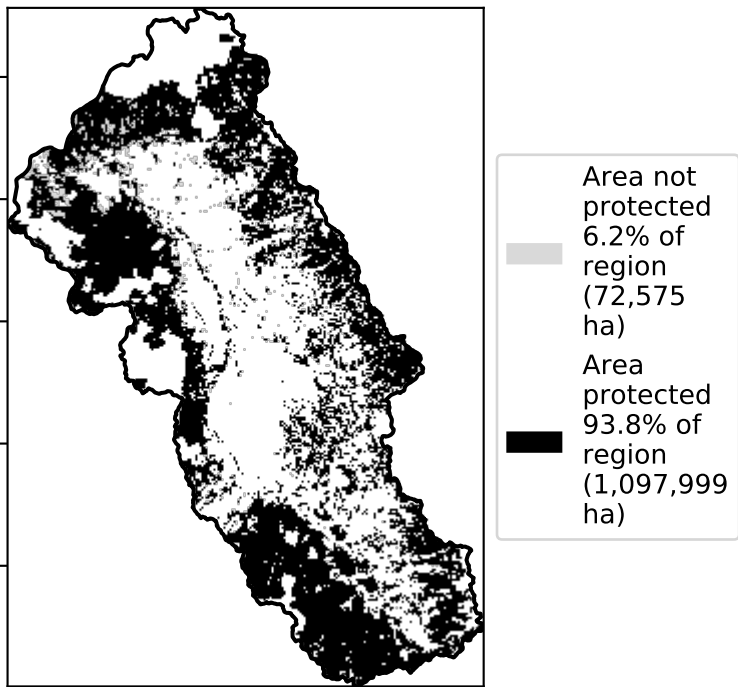 Area not
protected
6.2% of
region
(72,575
ha)
Area
protected
93.8% of
region
(1,097,999
ha)